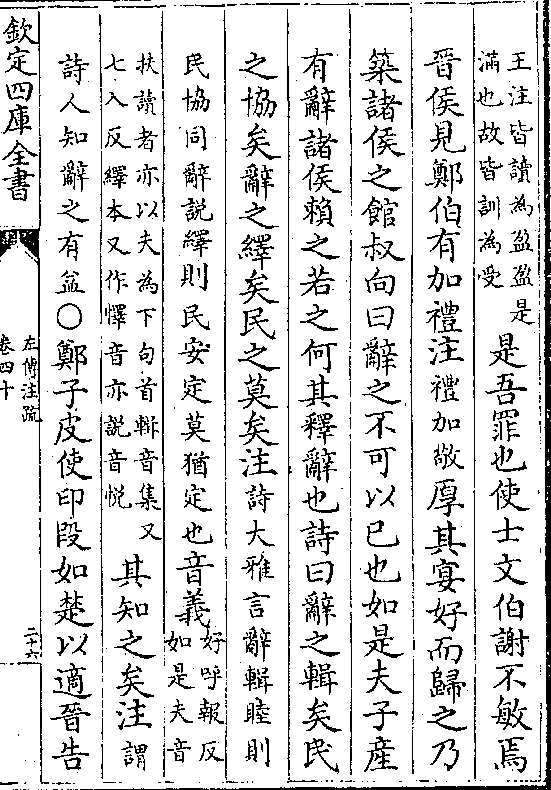 王注皆讀為盈盈是
滿也故皆訓為受
是吾罪也使士文伯謝不敏焉
晉侯見鄭伯有加禮注禮加敬厚其宴好而歸之乃
築諸侯之館叔向曰辭之不可以已也如是夫子產
有辭諸侯賴之若之何其釋辭也詩曰辭之輯矣民
之協矣辭之繹矣民之莫矣注詩大雅言辭輯睦則
民協同辭說繹則民安定莫猶定也音義
好呼報反
如是夫音
扶讀者亦以夫為下句首輯音集又
七入反繹本又作懌音亦說音悅
其知之矣注謂
詩人知辭之有益○鄭子皮使印段如楚以適晉告
欽定四庫全書
左傳注疏
卷四十
二十六